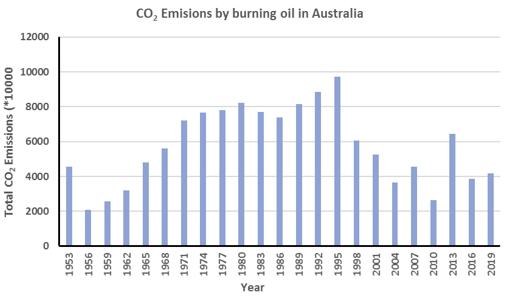 CO₂ Emisions by burning oil in Australia
Total CO₂ Emissions (*10000
12000
10000
8000
6000
4000
2000
0
1953 1956 1959 1962 1965 1968 1971 1974 1977 1980 1983 1986 1989 1992 1995 1998 2001 2004 2007 2010 2013 2016 2019
Year